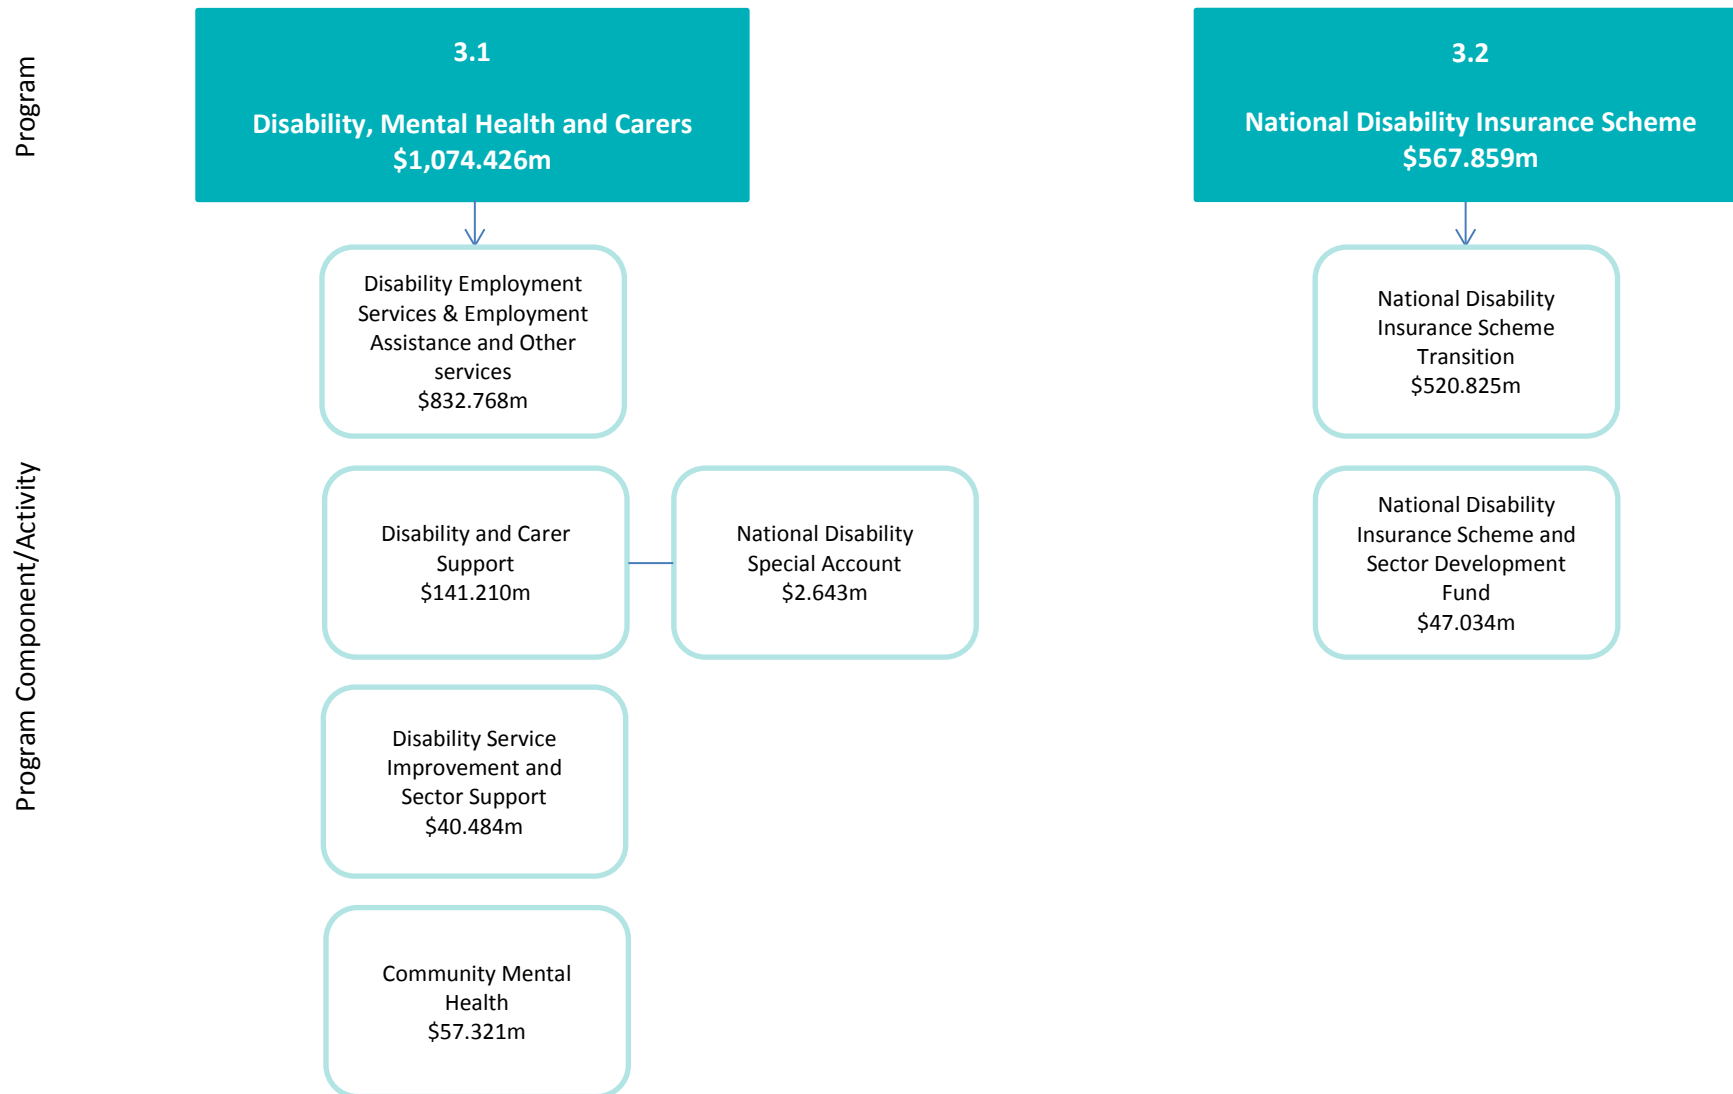 Program
3.1
Disability, Mental Health and Carers
$1,074.426m
3.2
National Disability Insurance Scheme
$567.859m
Program Component/Activity
Disability Employment
Services & Employment
Assistance and Other
services
$832.768m
National Disability
Insurance Scheme
Transition
$520.825m
Disability and Carer
Support
$141.210m
National Disability
Special Account
$2.643m
National Disability
Insurance Scheme and
Sector Development
Fund
$47.034m
Disability Service
Improvement and
Sector Support
$40.484m
Community Mental
Health
$57.321m